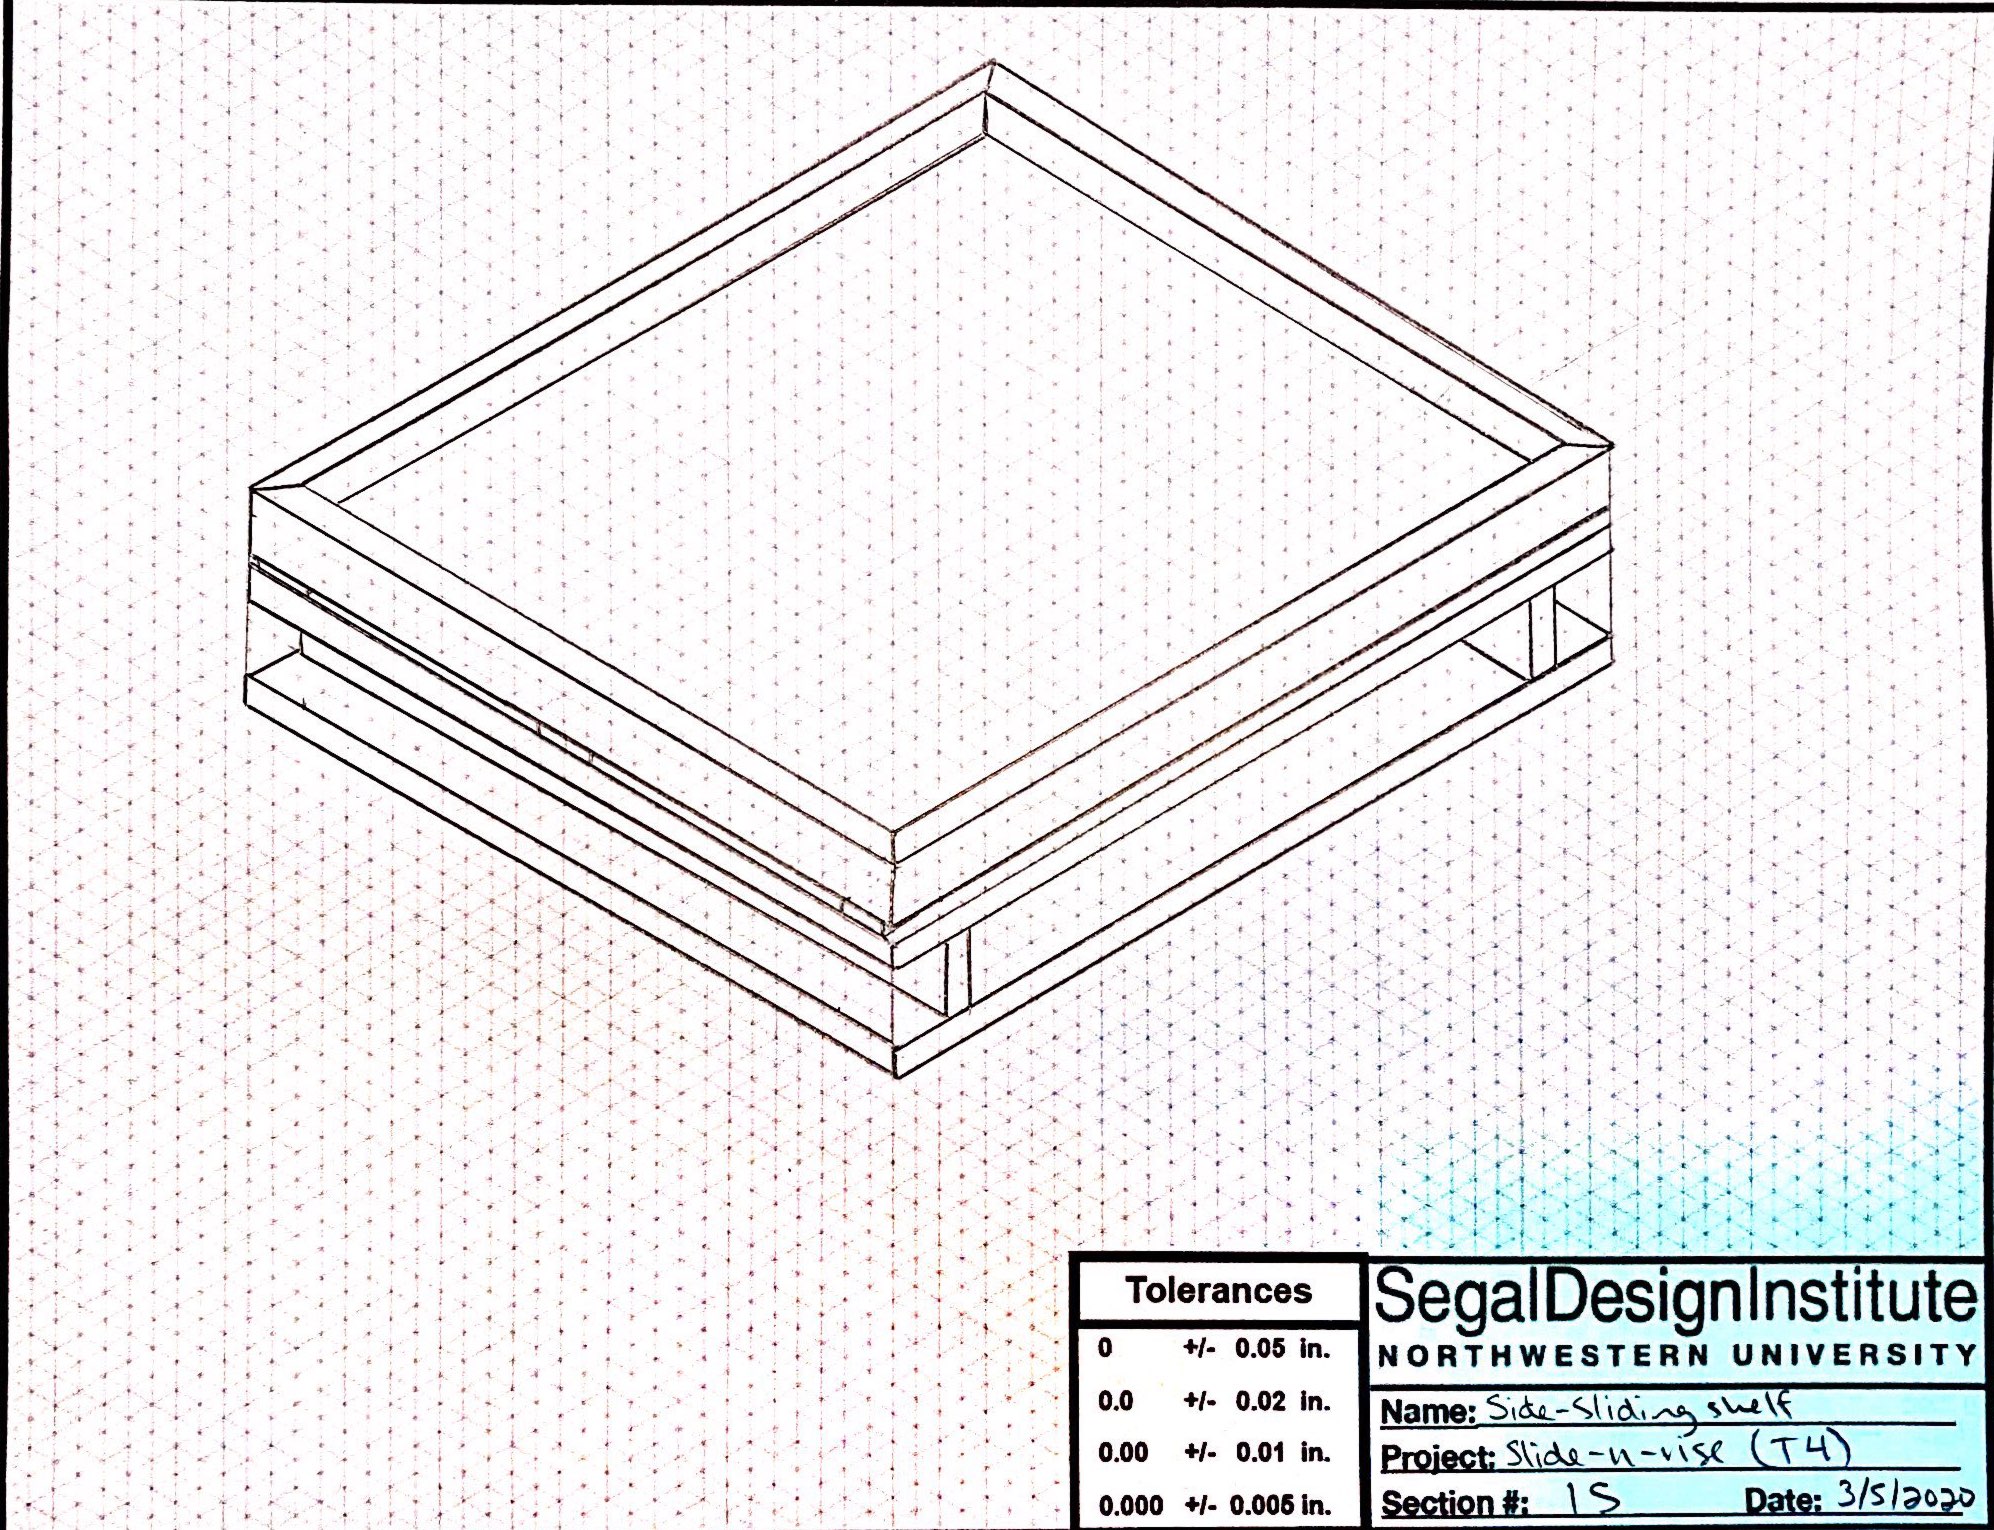 Tolerances
0 +/- 0.05 in.
0.0 +/- 0.02 in.
0.00 +/- 0.01 in.
0.000 +/- 0.005 in.
SegalDesignInstitute
NORTHWESTERN UNIVERSITY
Name: Side-Sliding shelf
Project: Slide-n-rise (T4)
Section #: 15 Date: 3/5/2020